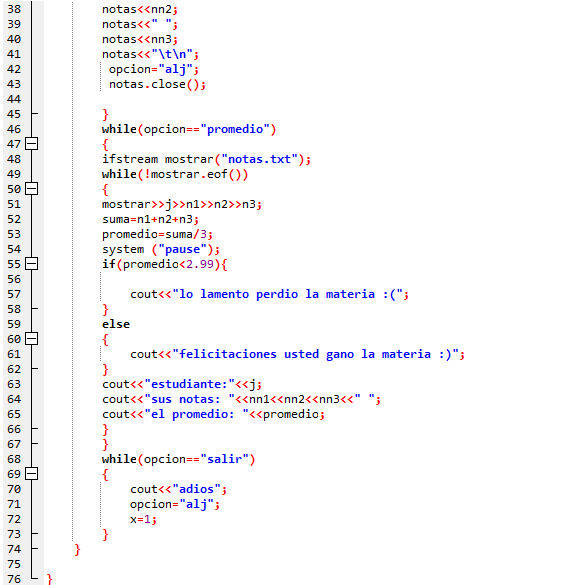 38 notas<<nn2;
39 notas<<" ";
40 notas<<nn3;
41 notas<<"\t\n";
42 opcion="alj";
43 notas.close();
44
45 }
46 while(opcion=="promedio")
47 {
48 ifstream mostrar("notas.txt");
49 while(!mostrar.eof())
50 {
51 mostrar>>j>>n1>>n2>>n3;
52 suma=n1+n2+n3;
53 promedio=suma/3;
54 system ("pause");
55 if(promedio<2.99){
56
57 cout<<"lo lamento perdio la materia :(";
58 }
59 else
60 {
61 cout<<"felicitaciones usted gano la materia :)";
62 }
63 cout<<"estudiante:"<<j;
64 cout<<"sus notas: "<<nn1<<nn2<<nn3<<" ";
65 cout<<"el promedio: "<<promedio;
66 }
67 }
68 while(opcion=="salir")
69 {
70 cout<<"adios";
71 opcion="alj";
72 x=1;
73 }
74 }
75
76 }